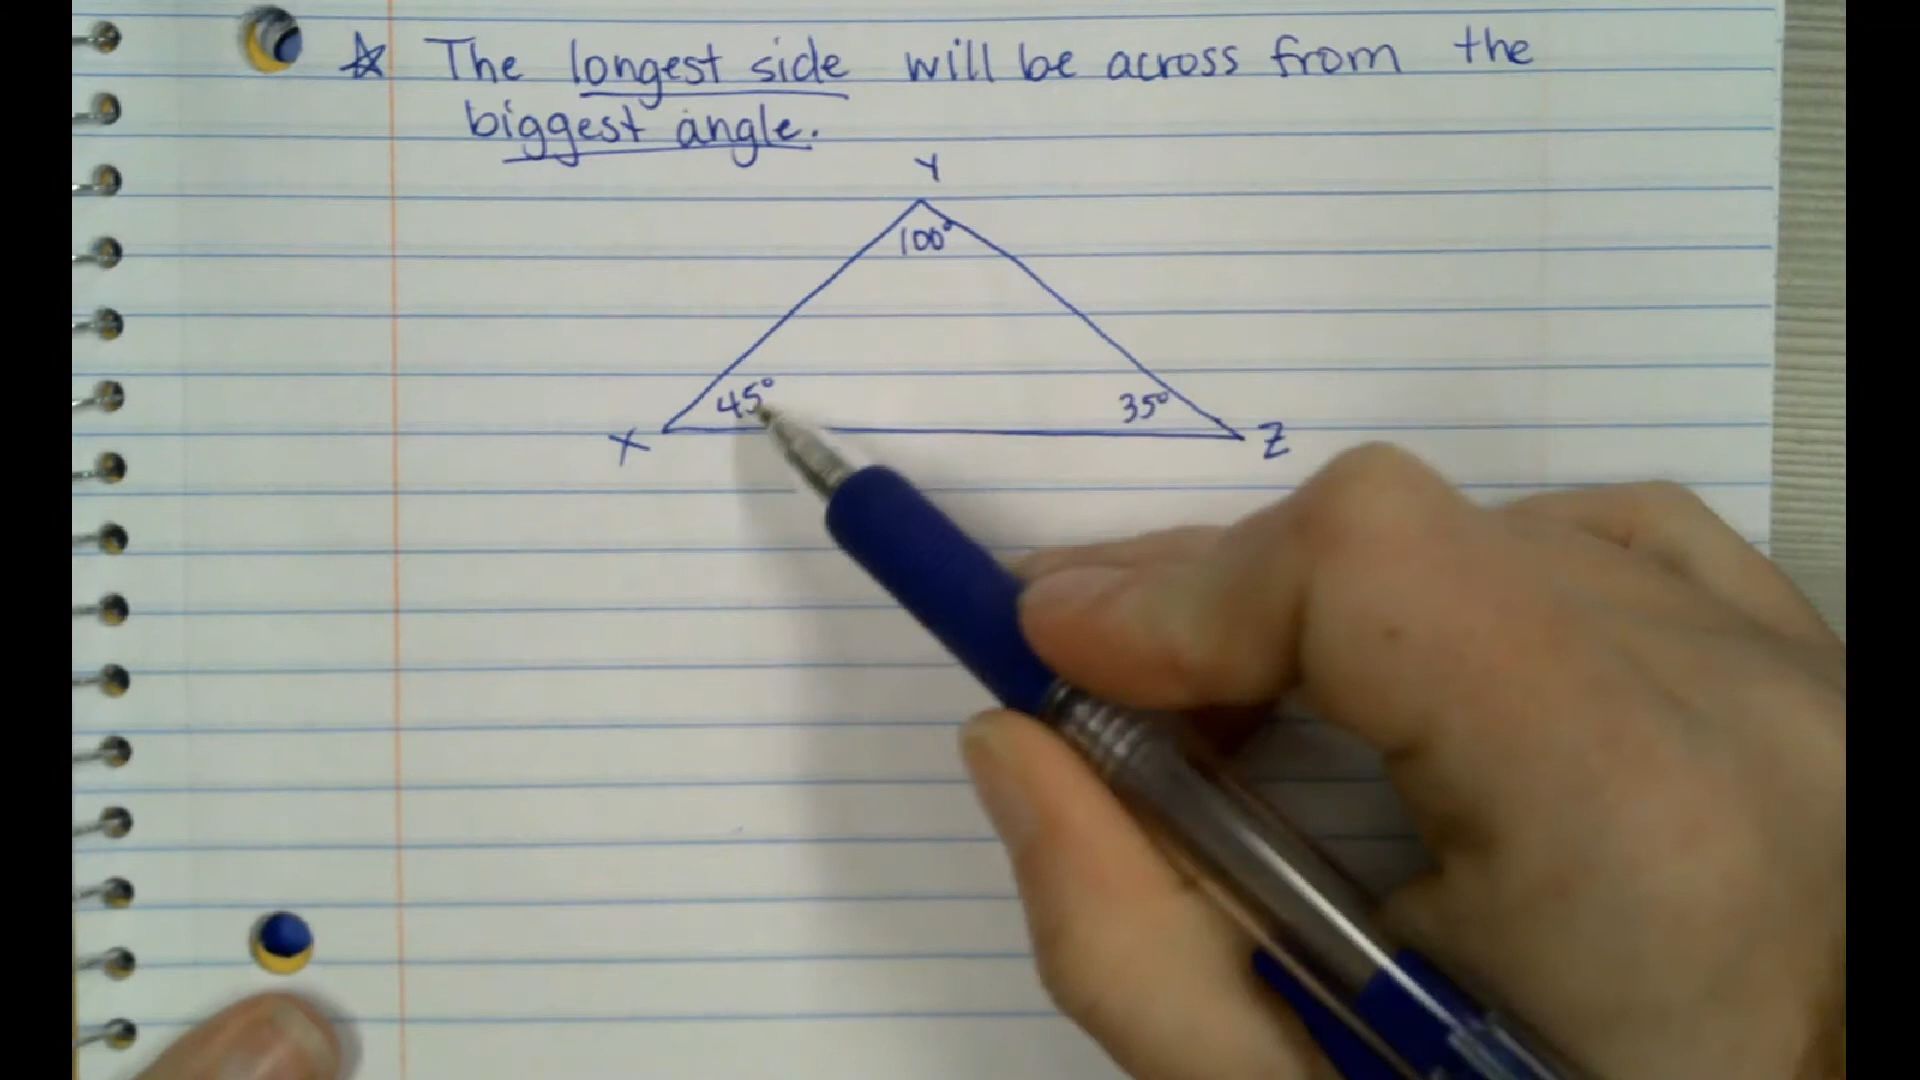 ☆ The longest side will be across from the
biggest angle.
Y
100°
45° 35°
X Z